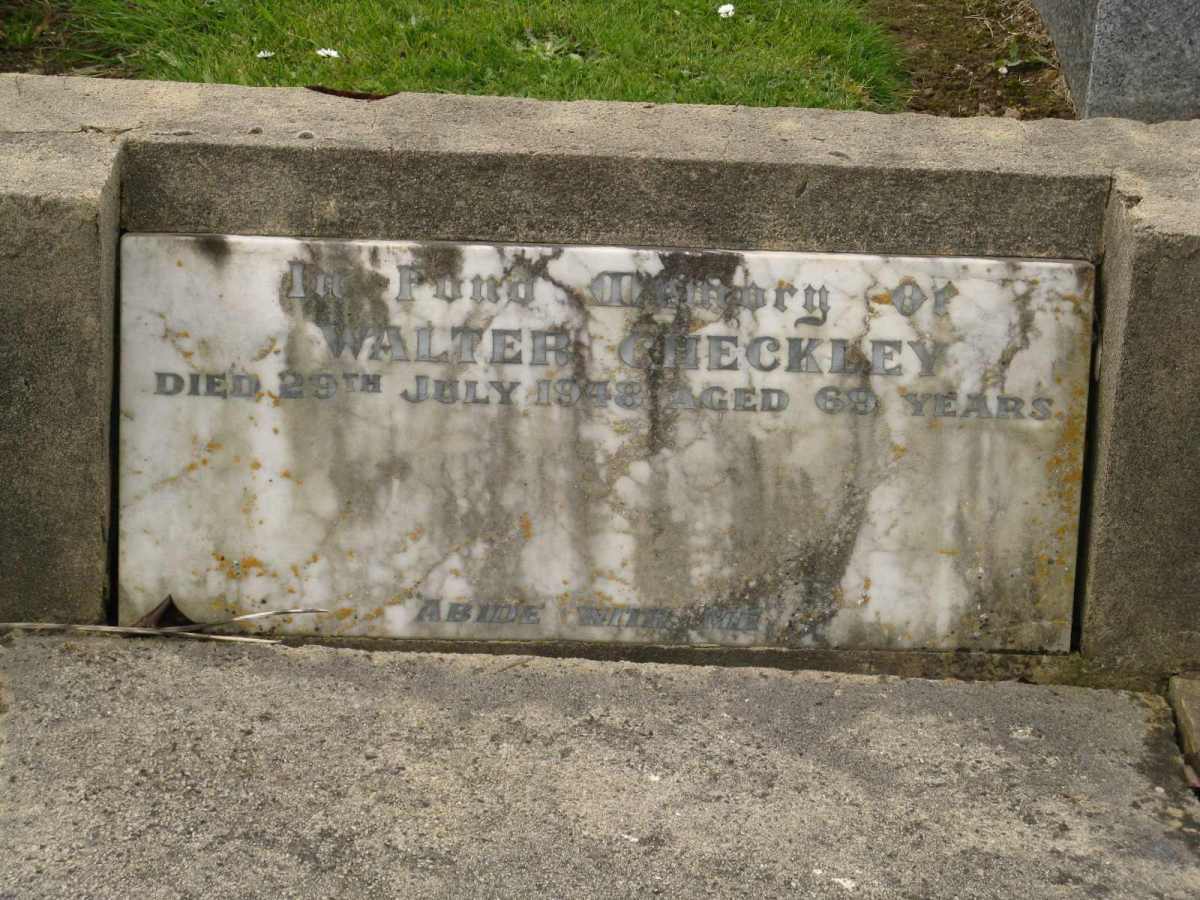 In Fond Memory Of
WALTER CHECKLEY
DIED 29TH JULY 1948 AGED 69 YEARS
ABIDE WITH ME